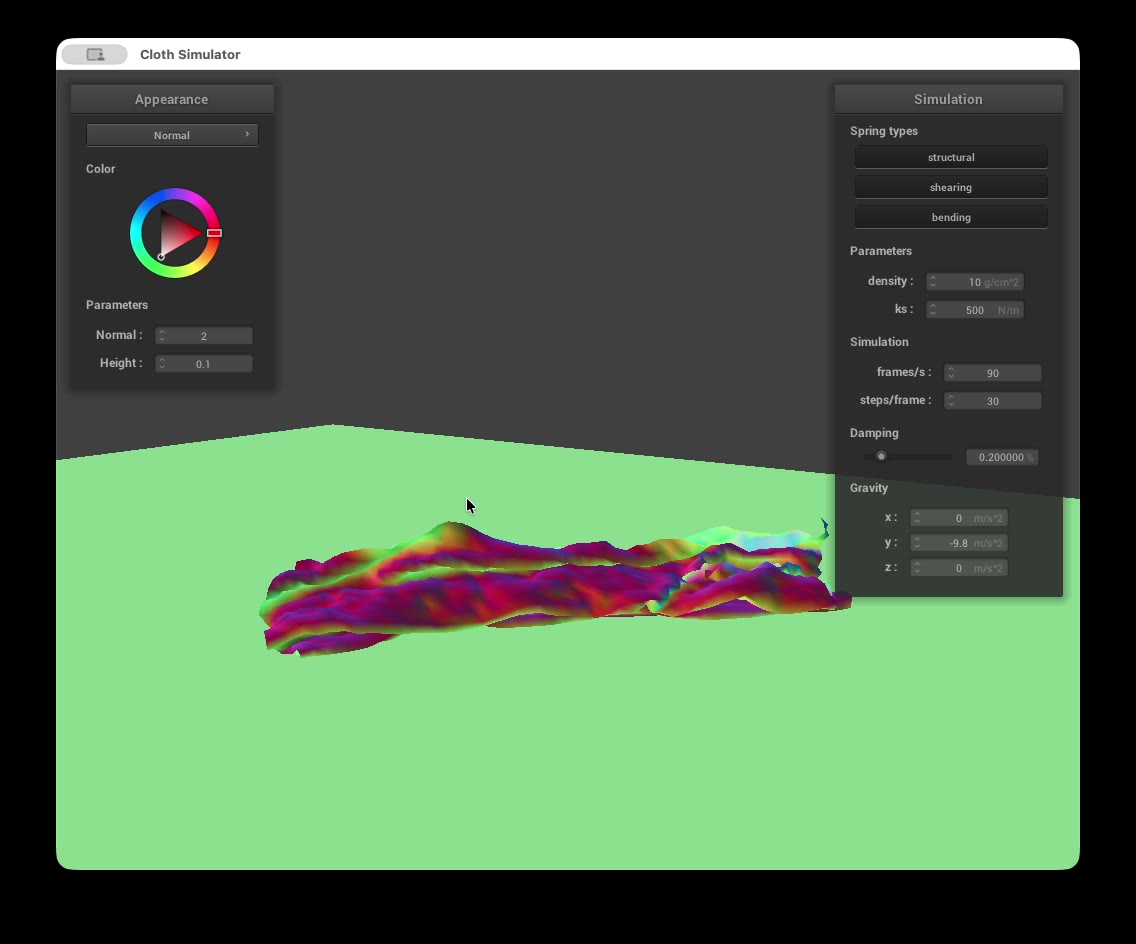 Cloth Simulator
Appearance
Normal
Color
Parameters
Normal : 2
Height : 0.1
Simulation
Spring types
structural
shearing
bending
Parameters
density : 10 g/cm^2
ks : 500 N/m
Simulation
frames/s : 90
steps/frame : 30
Damping
0.200000 %
Gravity
x : 0 m/s^2
y : -9.8 m/s^2
z : 0 m/s^2